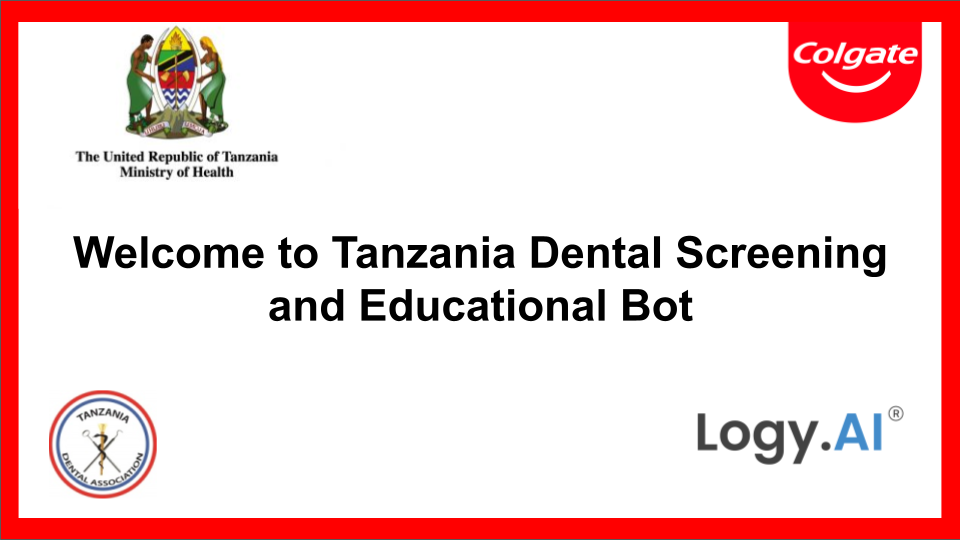 The United Republic of Tanzania
Ministry of Health
Colgate
Welcome to Tanzania Dental Screening
and Educational Bot
TANZANIA
DENTAL ASSOCIATION
Logy.AI®